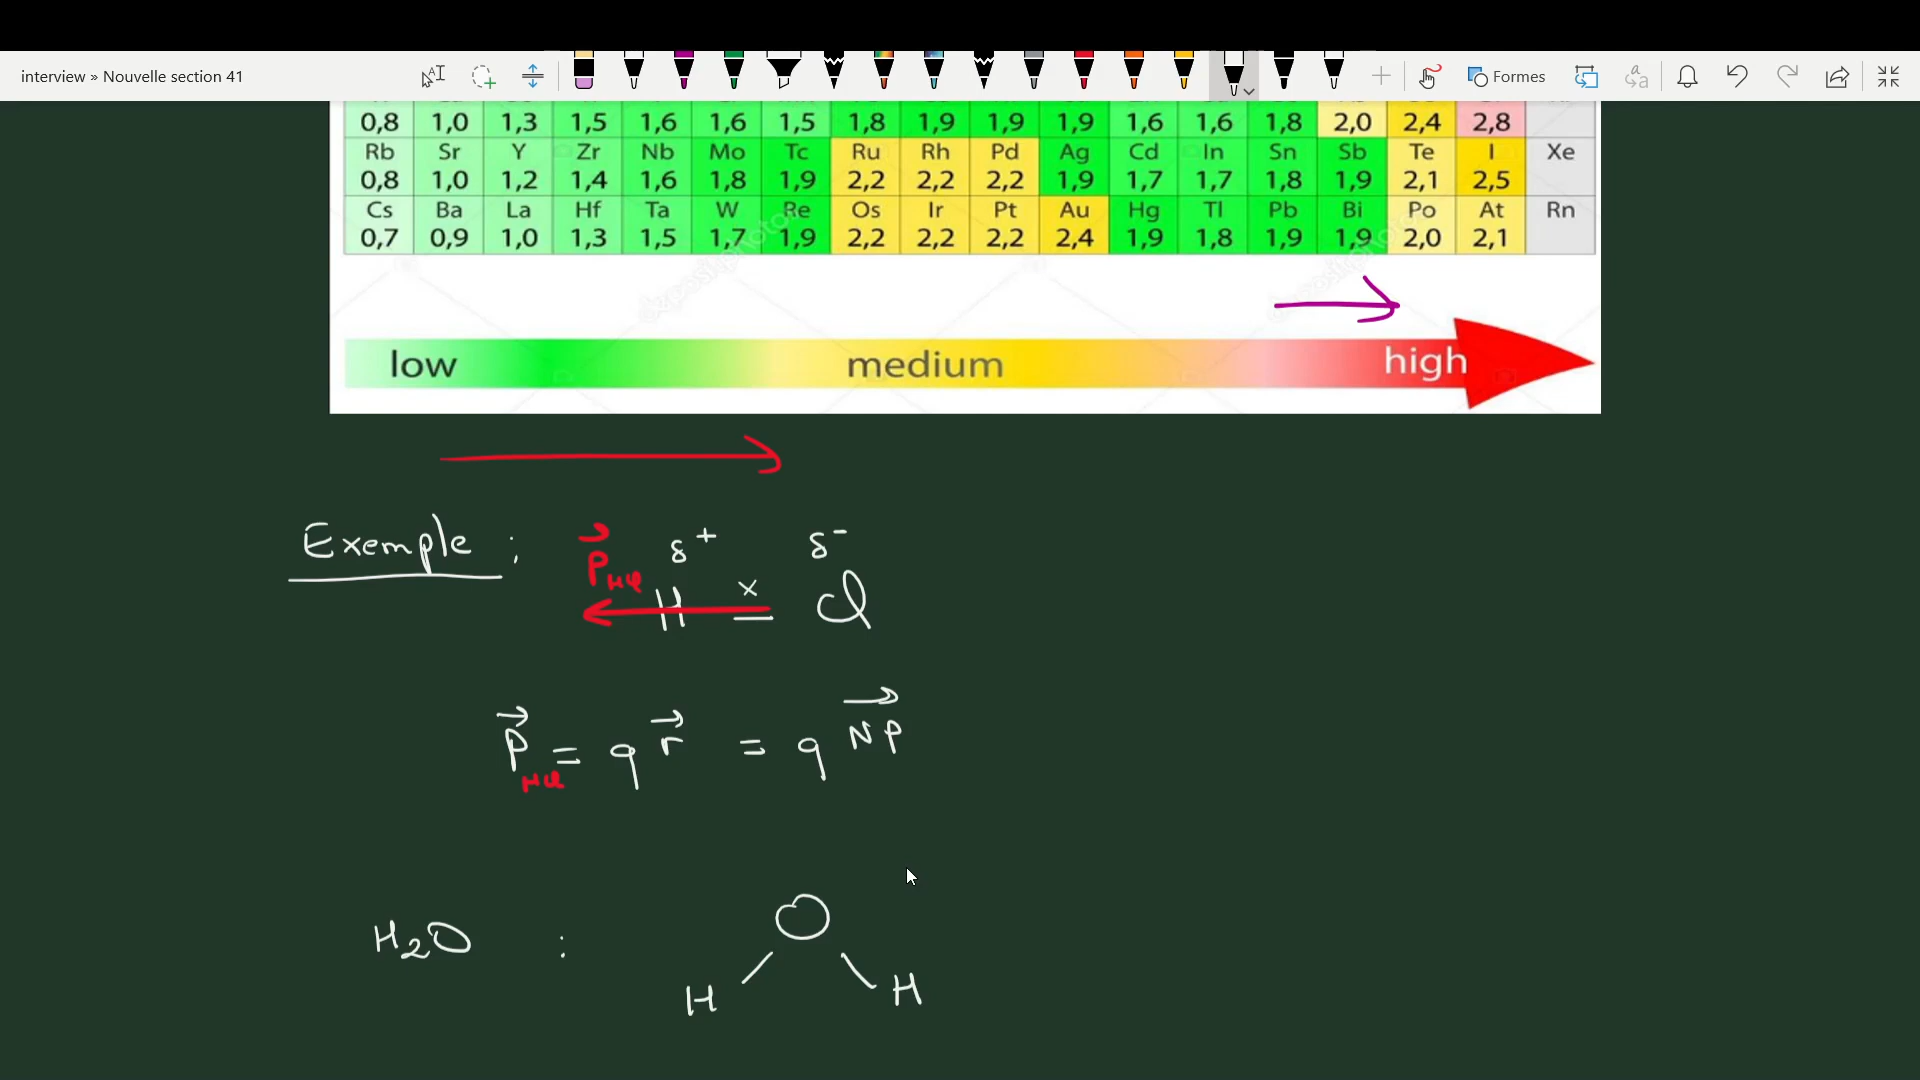 interview » Nouvelle section 41
Formes
0,8 1,0 1,3 1,5 1,6 1,6 1,5 1,8 1,9 1,9 1,9 1,6 1,6 1,8 2,0 2,4 2,8
Rb Sr Y Zr Nb Mo Tc Ru Rh Pd Ag Cd In Sn Sb Te I Xe
0,8 1,0 1,2 1,4 1,6 1,8 1,9 2,2 2,2 2,2 1,9 1,7 1,7 1,8 1,9 2,1 2,5
Cs Ba La Hf Ta W Re Os Ir Pt Au Hg Tl Pb Bi Po At Rn
0,7 0,9 1,0 1,3 1,5 1,7 1,9 2,2 2,2 2,2 2,4 1,9 1,8 1,9 1,9 2,0 2,1
depositphotos depositphotos
low medium high
δ+ δ-
Exemple : P⃗HCl H x Cl
P⃗HCl = q r⃗ = q NP⃗
O
H2O :
H H